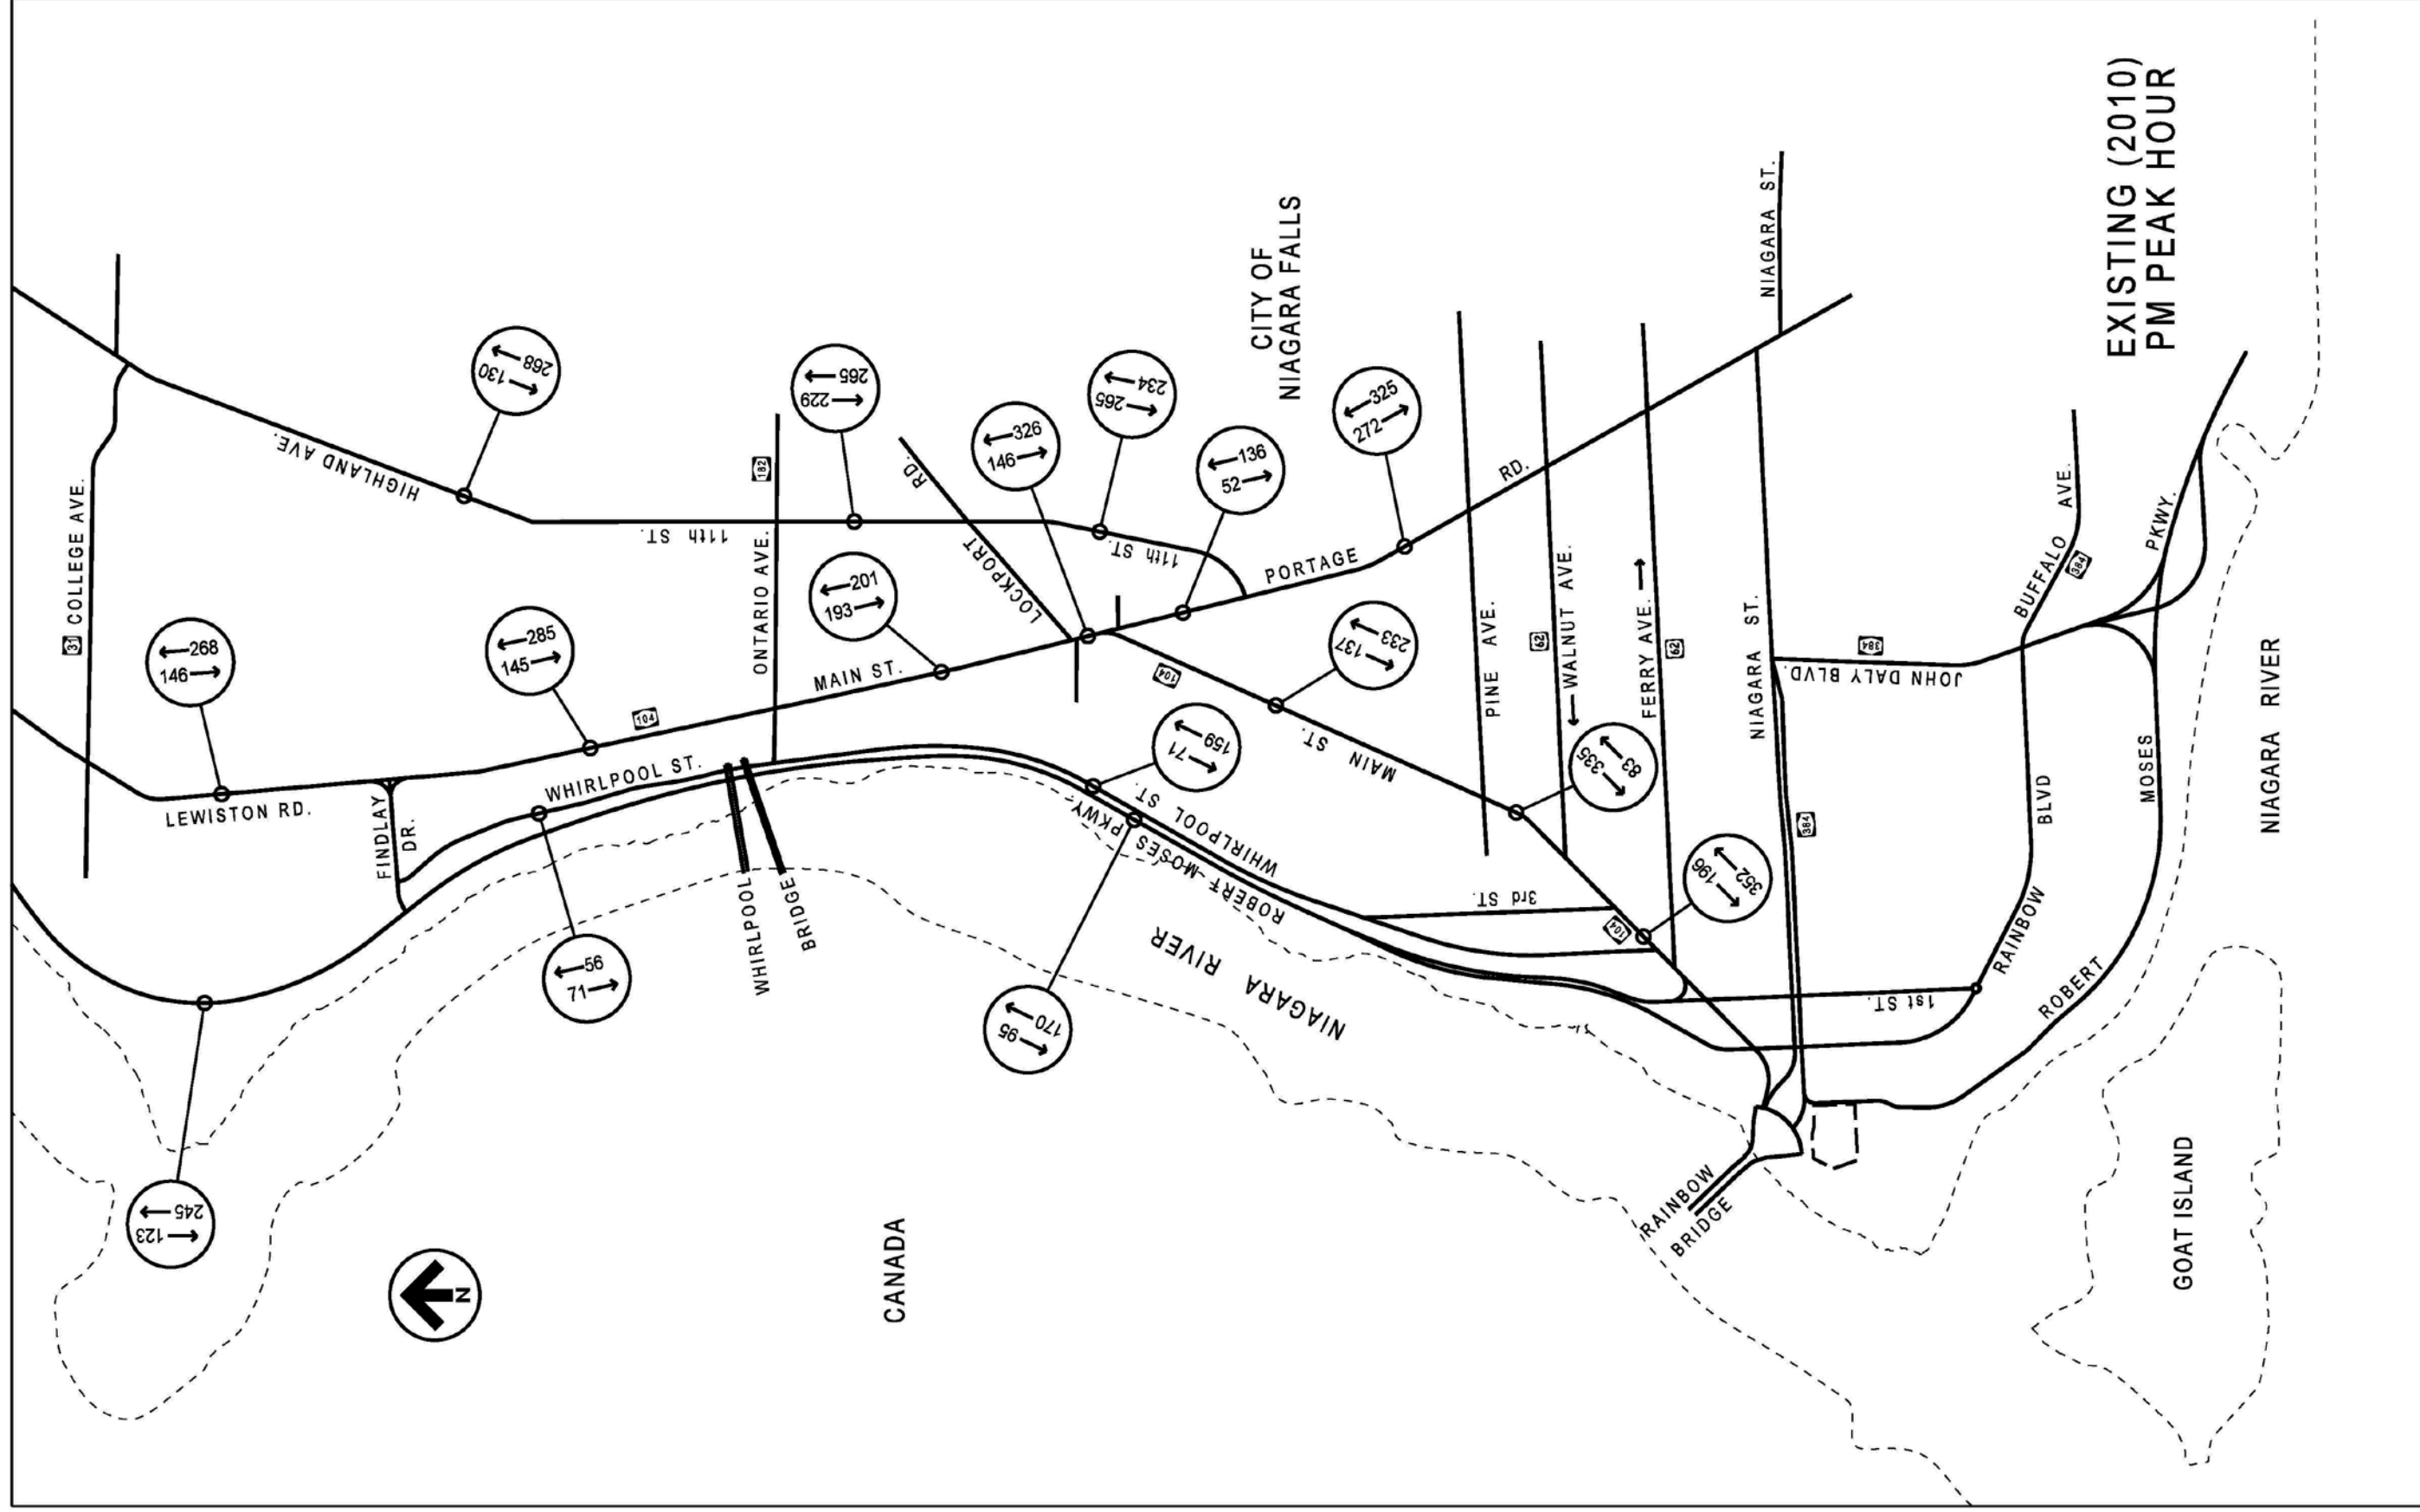 31 COLLEGE AVE.
HIGHLAND AVE.
268
130
268
146
LEWISTON RD.
FINDLAY
DR.
285
145
104
WHIRLPOOL ST.
56
71
245
123
N
11th ST.
182
ONTARIO AVE.
265
229
201
193
MAIN ST.
WHIRLPOOL
BRIDGE
CANADA
LOCKPORT
RD.
326
146
234
265
11th ST.
136
52
PORTAGE
RD.
325
272
CITY OF
NIAGARA FALLS
104
233
137
MAIN ST.
159
71
WHIRLPOOL ST.
ROBERT MOSES PKWY
170
95
NIAGARA RIVER
PINE AVE.
62
WALNUT AVE.
FERRY AVE.
62
83
335
352
196
104
3rd ST.
NIAGARA ST.
NIAGARA ST.
384
JOHN DALY BLVD.
384
1st ST.
RAINBOW
BRIDGE
BUFFALO AVE.
384
RAINBOW BLVD
ROBERT MOSES PKWY.
NIAGARA RIVER
GOAT ISLAND
EXISTING (2010)
PM PEAK HOUR